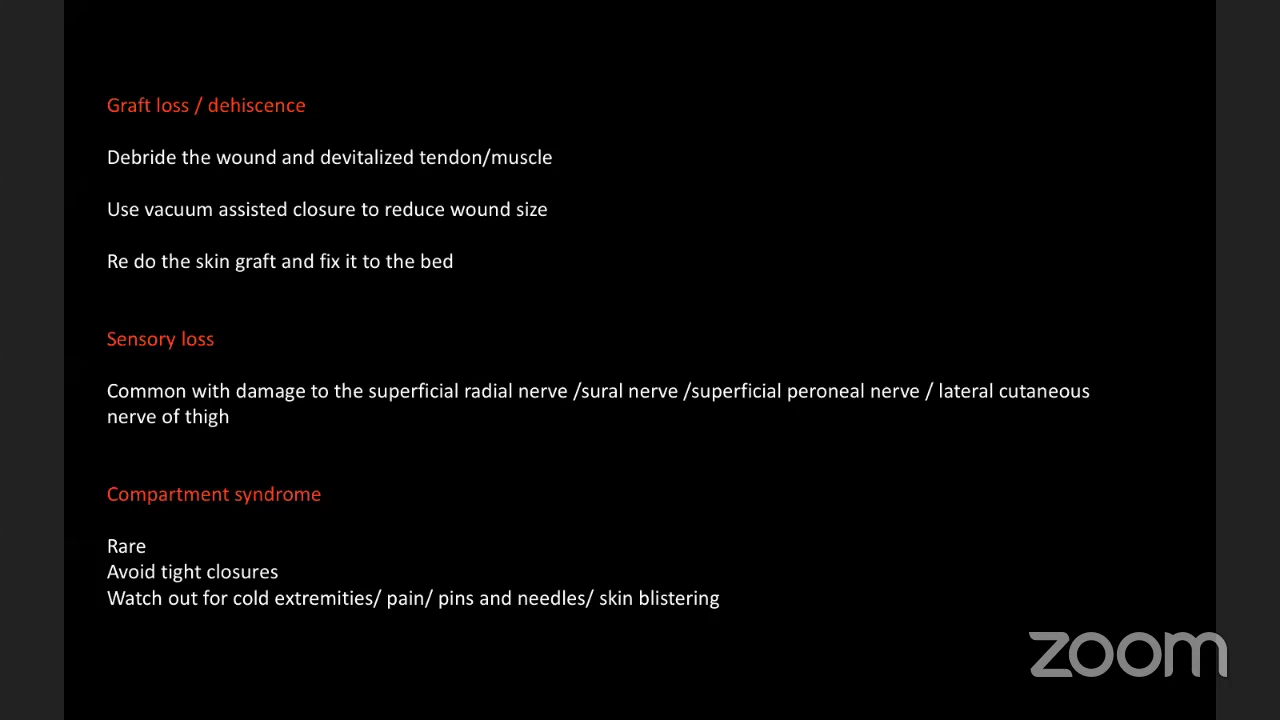 Graft loss / dehiscence
Debride the wound and devitalized tendon/muscle
Use vacuum assisted closure to reduce wound size
Re do the skin graft and fix it to the bed
Sensory loss
Common with damage to the superficial radial nerve /sural nerve /superficial peroneal nerve / lateral cutaneous
nerve of thigh
Compartment syndrome
Rare
Avoid tight closures
Watch out for cold extremities/ pain/ pins and needles/ skin blistering
zoom